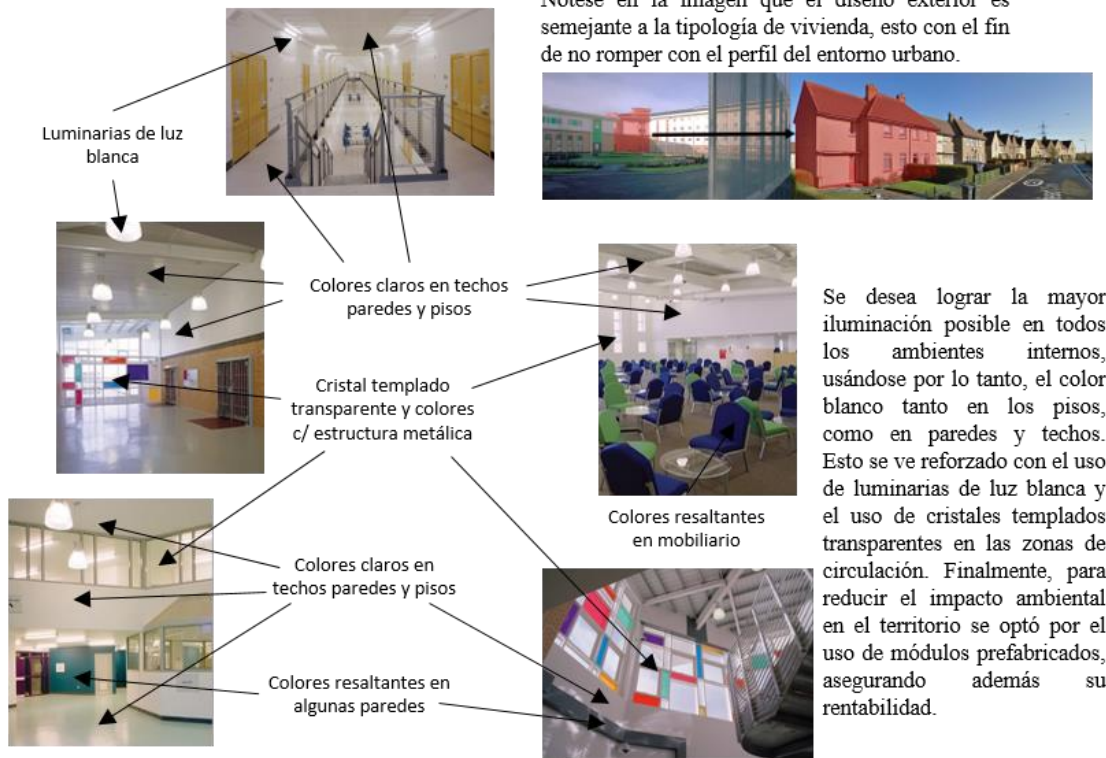 Nótese en la imagen que el diseño exterior es
semejante a la tipología de vivienda, esto con el fin
de no romper con el perfil del entorno urbano.
Luminarias de luz
blanca
Colores claros en techos
paredes y pisos
Cristal templado
transparente y colores
c/ estructura metálica
Colores resaltantes
en mobiliario
Colores claros en
techos paredes y pisos
Colores resaltantes en
algunas paredes
Se desea lograr la mayor
iluminación posible en todos
los ambientes internos,
usándose por lo tanto, el color
blanco tanto en los pisos,
como en paredes y techos.
Esto se ve reforzado con el uso
de luminarias de luz blanca y
el uso de cristales templados
transparentes en las zonas de
circulación. Finalmente, para
reducir el impacto ambiental
en el territorio se optó por el
uso de módulos prefabricados,
asegurando además su
rentabilidad.